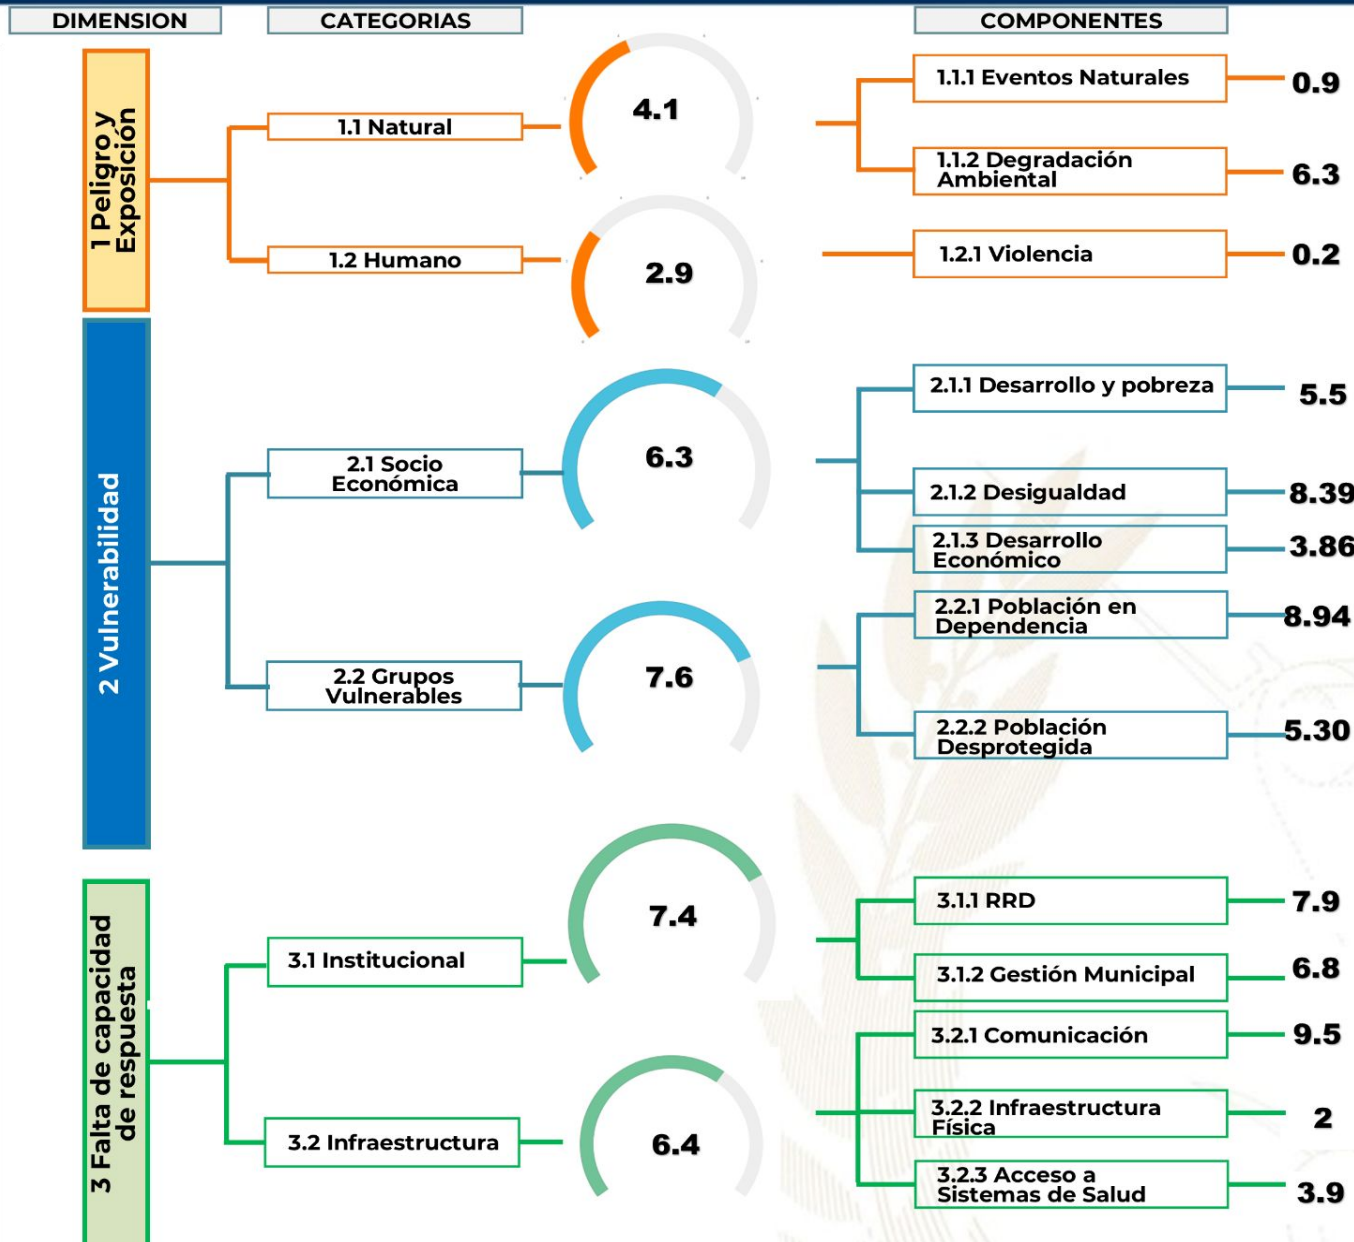 DIMENSION
CATEGORIAS
COMPONENTES
1 Peligro y
Exposición
1.1 Natural
4.1
1.1.1 Eventos Naturales
0.9
1.1.2 Degradación
Ambiental
6.3
1.2 Humano
2.9
1.2.1 Violencia
0.2
2 Vulnerabilidad
2.1 Socio
Económica
6.3
2.1.1 Desarrollo y pobreza
5.5
2.1.2 Desigualdad
8.39
2.1.3 Desarrollo
Económico
3.86
2.2 Grupos
Vulnerables
7.6
2.2.1 Población en
Dependencia
8.94
2.2.2 Población
Desprotegida
5.30
3 Falta de capacidad
de respuesta
3.1 Institucional
7.4
3.1.1 RRD
7.9
3.1.2 Gestión Municipal
6.8
3.2 Infraestructura
6.4
3.2.1 Comunicación
9.5
3.2.2 Infraestructura
Física
2
3.2.3 Acceso a
Sistemas de Salud
3.9